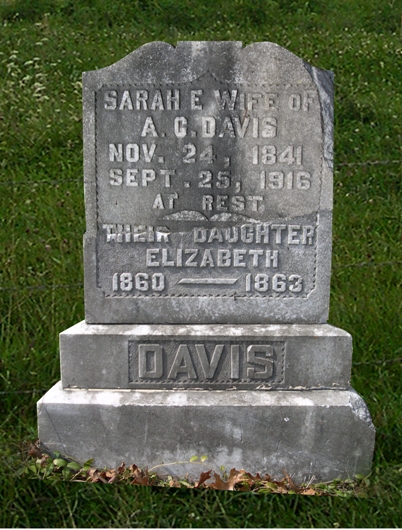 SARAH E. WIFE OF
A. C. DAVIS
NOV. 24, 1841
SEPT. 25, 1916
AT REST
THEIR DAUGHTER
ELIZABETH
1860 — 1863
DAVIS